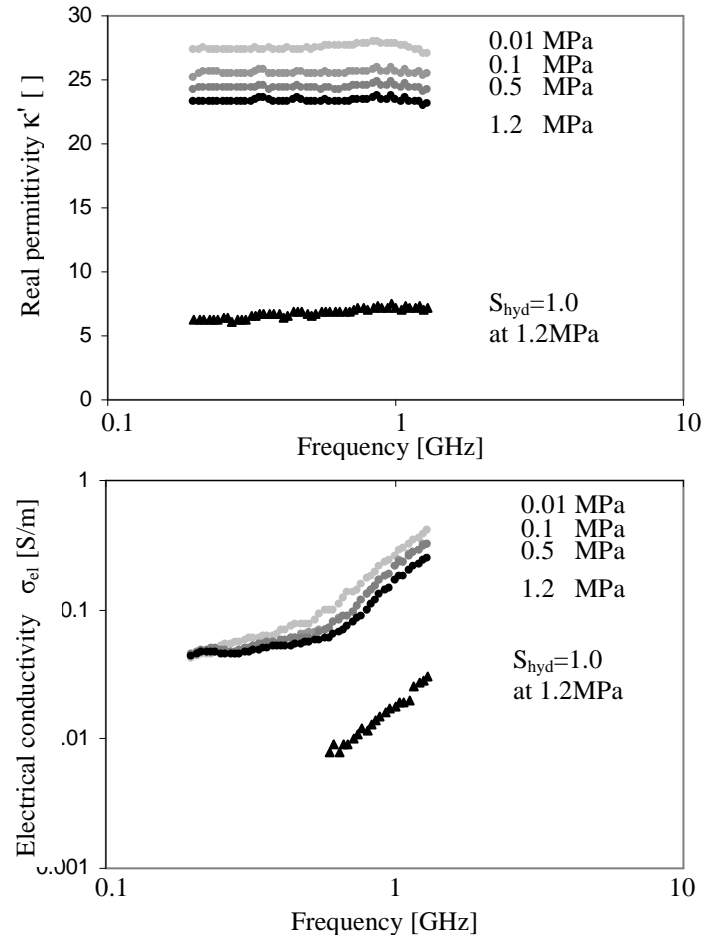 30
25
20
15
10
5
0
Real permittivity κ' [ ]
0.01 MPa
0.1 MPa
0.5 MPa
1.2 MPa
S_hyd=1.0
at 1.2MPa
0.1
1
10
Frequency [GHz]
1
0.1
.01
.001
Electrical conductivity σ_el [S/m]
0.01 MPa
0.1 MPa
0.5 MPa
1.2 MPa
S_hyd=1.0
at 1.2MPa
0.1
1
10
Frequency [GHz]